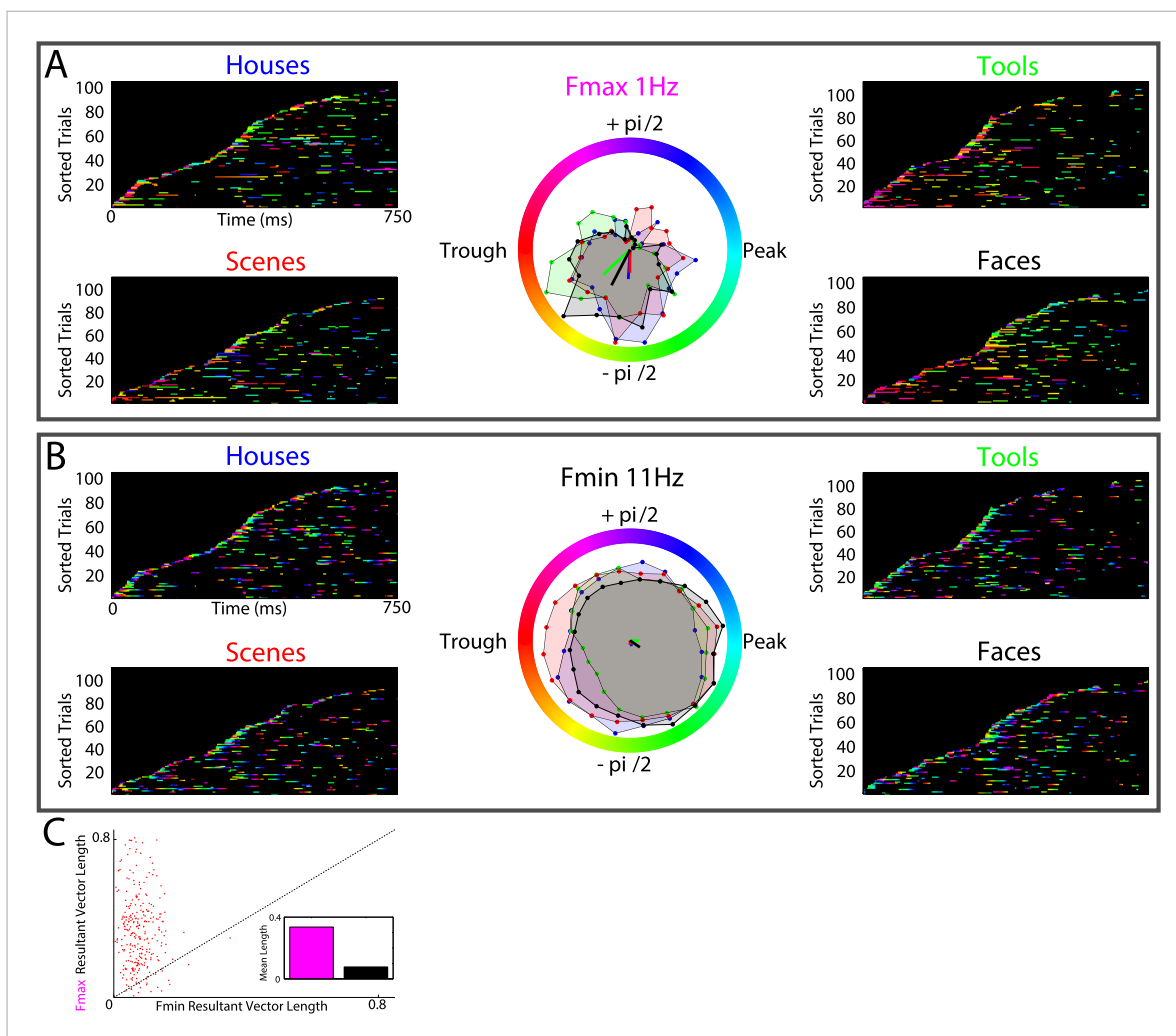 A
Houses
Sorted Trials
100
80
60
40
20
0
750
Time (ms)
Scenes
Sorted Trials
100
80
60
40
20
Fmax 1Hz
+ pi/2
Trough
Peak
- pi/2
Tools
Sorted Trials
100
80
60
40
20
Faces
Sorted Trials
100
80
60
40
20
B
Houses
Sorted Trials
100
80
60
40
20
0
750
Time (ms)
Scenes
Sorted Trials
100
80
60
40
20
Fmin 11Hz
+ pi/2
Trough
Peak
- pi/2
Tools
Sorted Trials
100
80
60
40
20
Faces
Sorted Trials
100
80
60
40
20
C
0.8
Fmax Resultant Vector Length
0
0.8
Fmin Resultant Vector Length
0.4
Mean Length
0